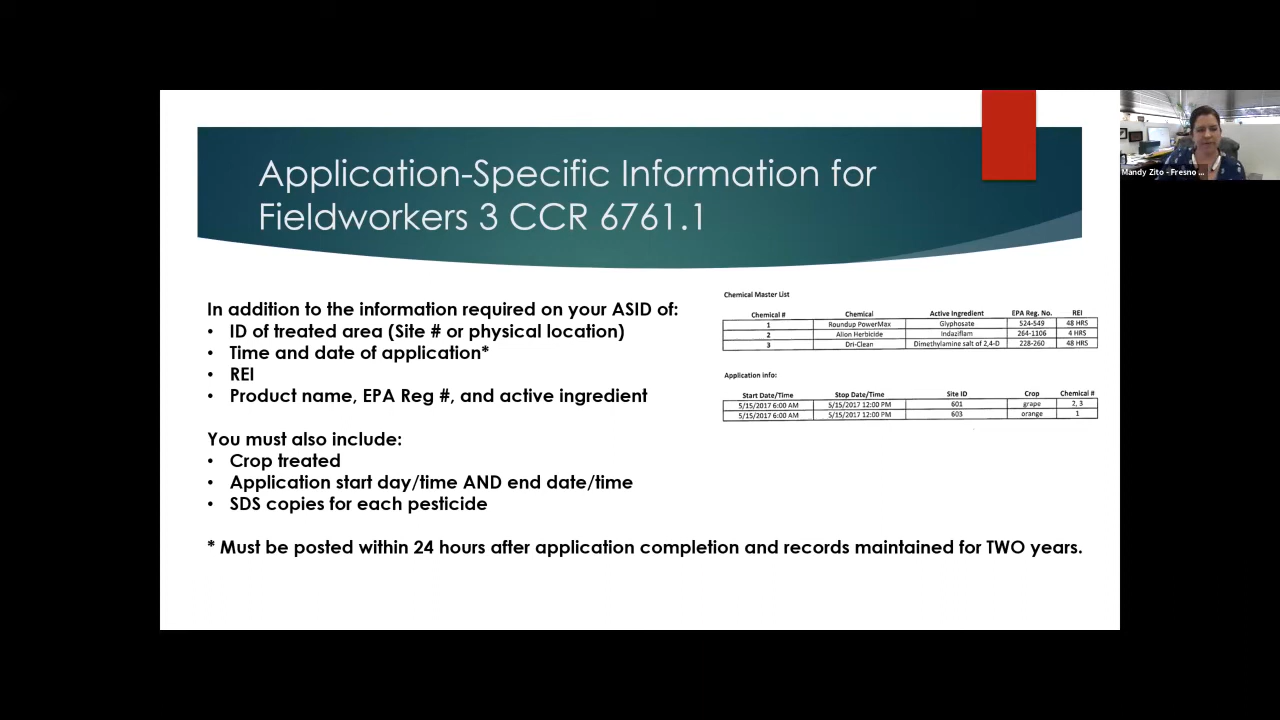 Application-Specific Information for
Fieldworkers 3 CCR 6761.1
Mandy Zito - Fresno ...
In addition to the information required on your ASID of:
• ID of treated area (Site # or physical location)
• Time and date of application*
• REI
• Product name, EPA Reg #, and active ingredient
You must also include:
• Crop treated
• Application start day/time AND end date/time
• SDS copies for each pesticide
* Must be posted within 24 hours after application completion and records maintained for TWO years.
Chemical Master List
Chemical # Chemical Active Ingredient EPA Reg. No. REI
1 Roundup PowerMax Glyphosate 524-549 48 HRS
2 Alion Herbicide Indaziflam 264-1106 4 HRS
3 Dri-Clean Dimethylamine salt of 2,4-D 228-260 48 HRS
Application info:
Start Date/Time Stop Date/Time Site ID Crop Chemical #
5/15/2017 6:00 AM 5/15/2017 12:00 PM 601 grape 2, 3
5/15/2017 6:00 AM 5/15/2017 12:00 PM 603 orange 1